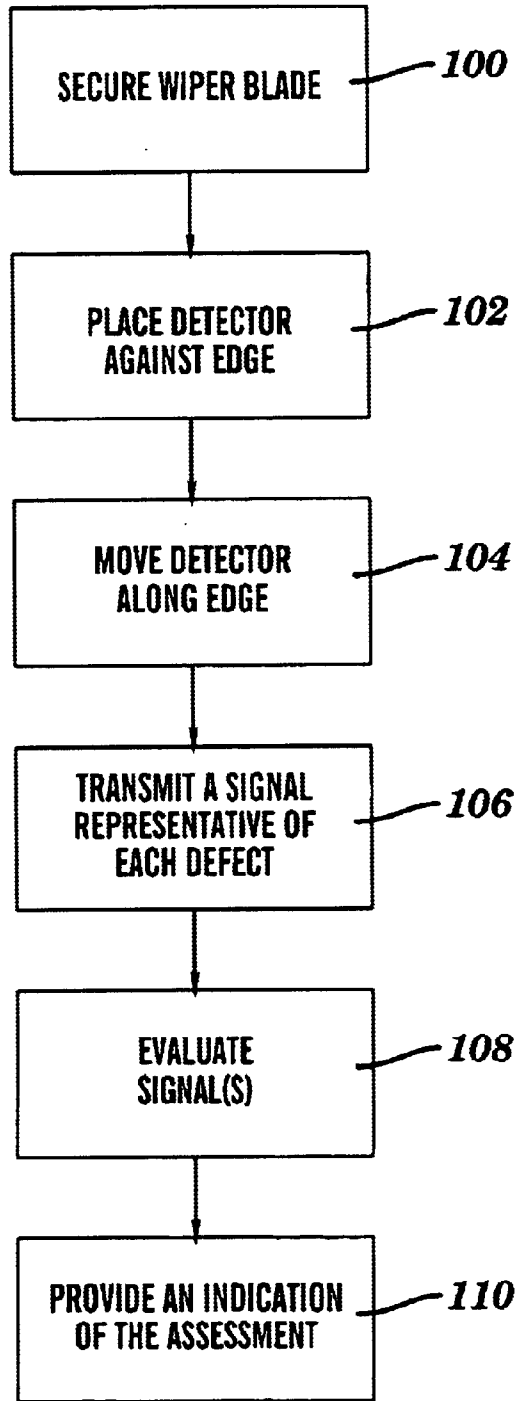 SECURE WIPER BLADE
100
PLACE DETECTOR
AGAINST EDGE
102
MOVE DETECTOR
ALONG EDGE
104
TRANSMIT A SIGNAL
REPRESENTATIVE OF
EACH DEFECT
106
EVALUATE
SIGNAL(S)
108
PROVIDE AN INDICATION
OF THE ASSESSMENT
110